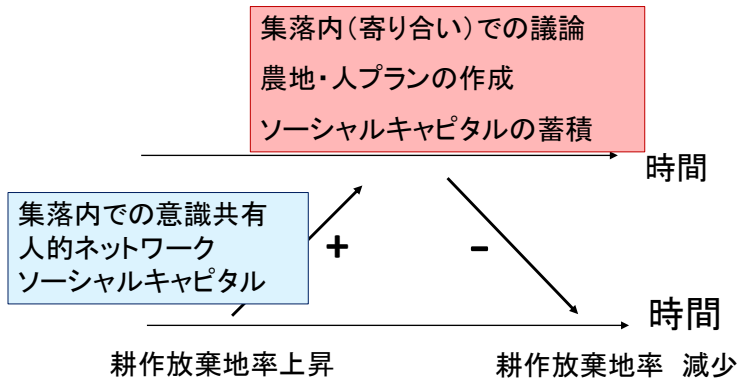 集落内（寄り合い）での議論
農地・人プランの作成
ソーシャルキャピタルの蓄積
時間
集落内での意識共有
人的ネットワーク
ソーシャルキャピタル
+
-
時間
耕作放棄地率上昇
耕作放棄地率 減少